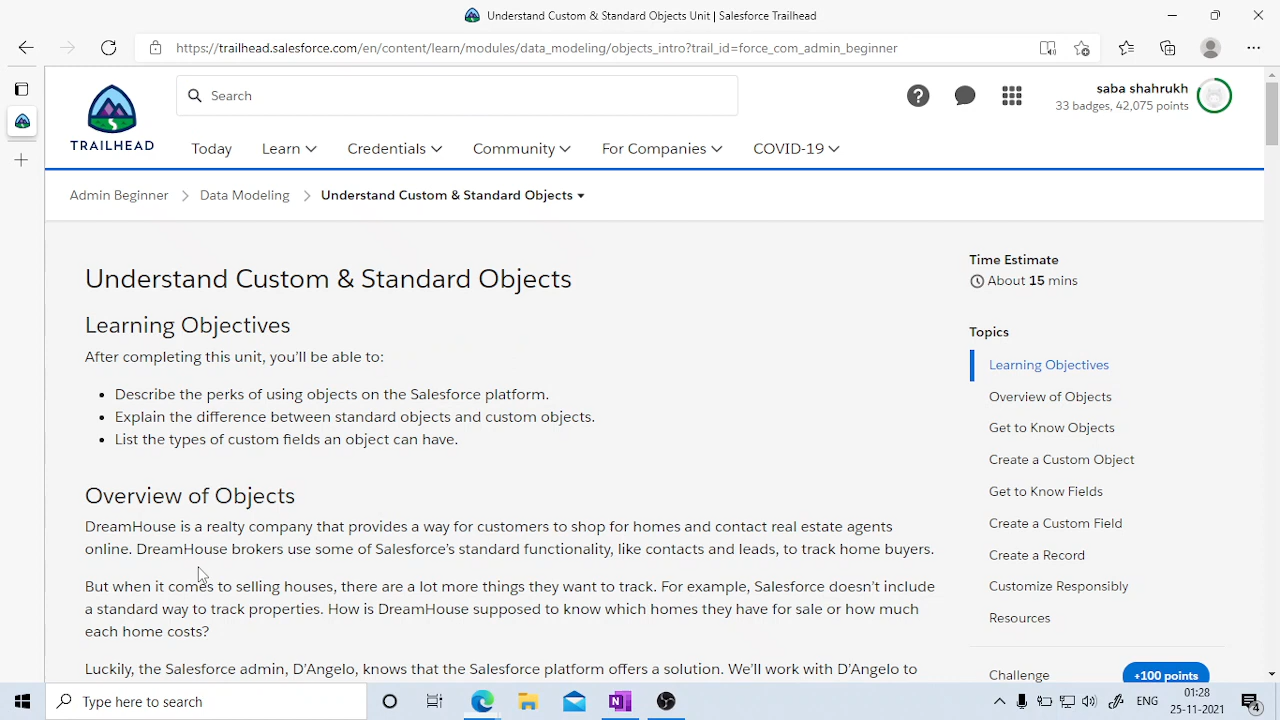 Understand Custom & Standard Objects Unit | Salesforce Trailhead
https://trailhead.salesforce.com/en/content/learn/modules/data_modeling/objects_intro?trail_id=force_com_admin_beginner
TRAILHEAD
Search
saba shahrukh
33 badges, 42,075 points
Today Learn Credentials Community For Companies COVID-19
Admin Beginner Data Modeling Understand Custom & Standard Objects
Understand Custom & Standard Objects
Learning Objectives
After completing this unit, you’ll be able to:
• Describe the perks of using objects on the Salesforce platform.
• Explain the difference between standard objects and custom objects.
• List the types of custom fields an object can have.
Overview of Objects
DreamHouse is a realty company that provides a way for customers to shop for homes and contact real estate agents
online. DreamHouse brokers use some of Salesforce’s standard functionality, like contacts and leads, to track home buyers.
But when it comes to selling houses, there are a lot more things they want to track. For example, Salesforce doesn’t include
a standard way to track properties. How is DreamHouse supposed to know which homes they have for sale or how much
each home costs?
Luckily, the Salesforce admin, D’Angelo, knows that the Salesforce platform offers a solution. We’ll work with D’Angelo to
Time Estimate
About 15 mins
Topics
Learning Objectives
Overview of Objects
Get to Know Objects
Create a Custom Object
Get to Know Fields
Create a Custom Field
Create a Record
Customize Responsibly
Resources
Challenge +100 points
Type here to search
ENG
01:28
25-11-2021
4